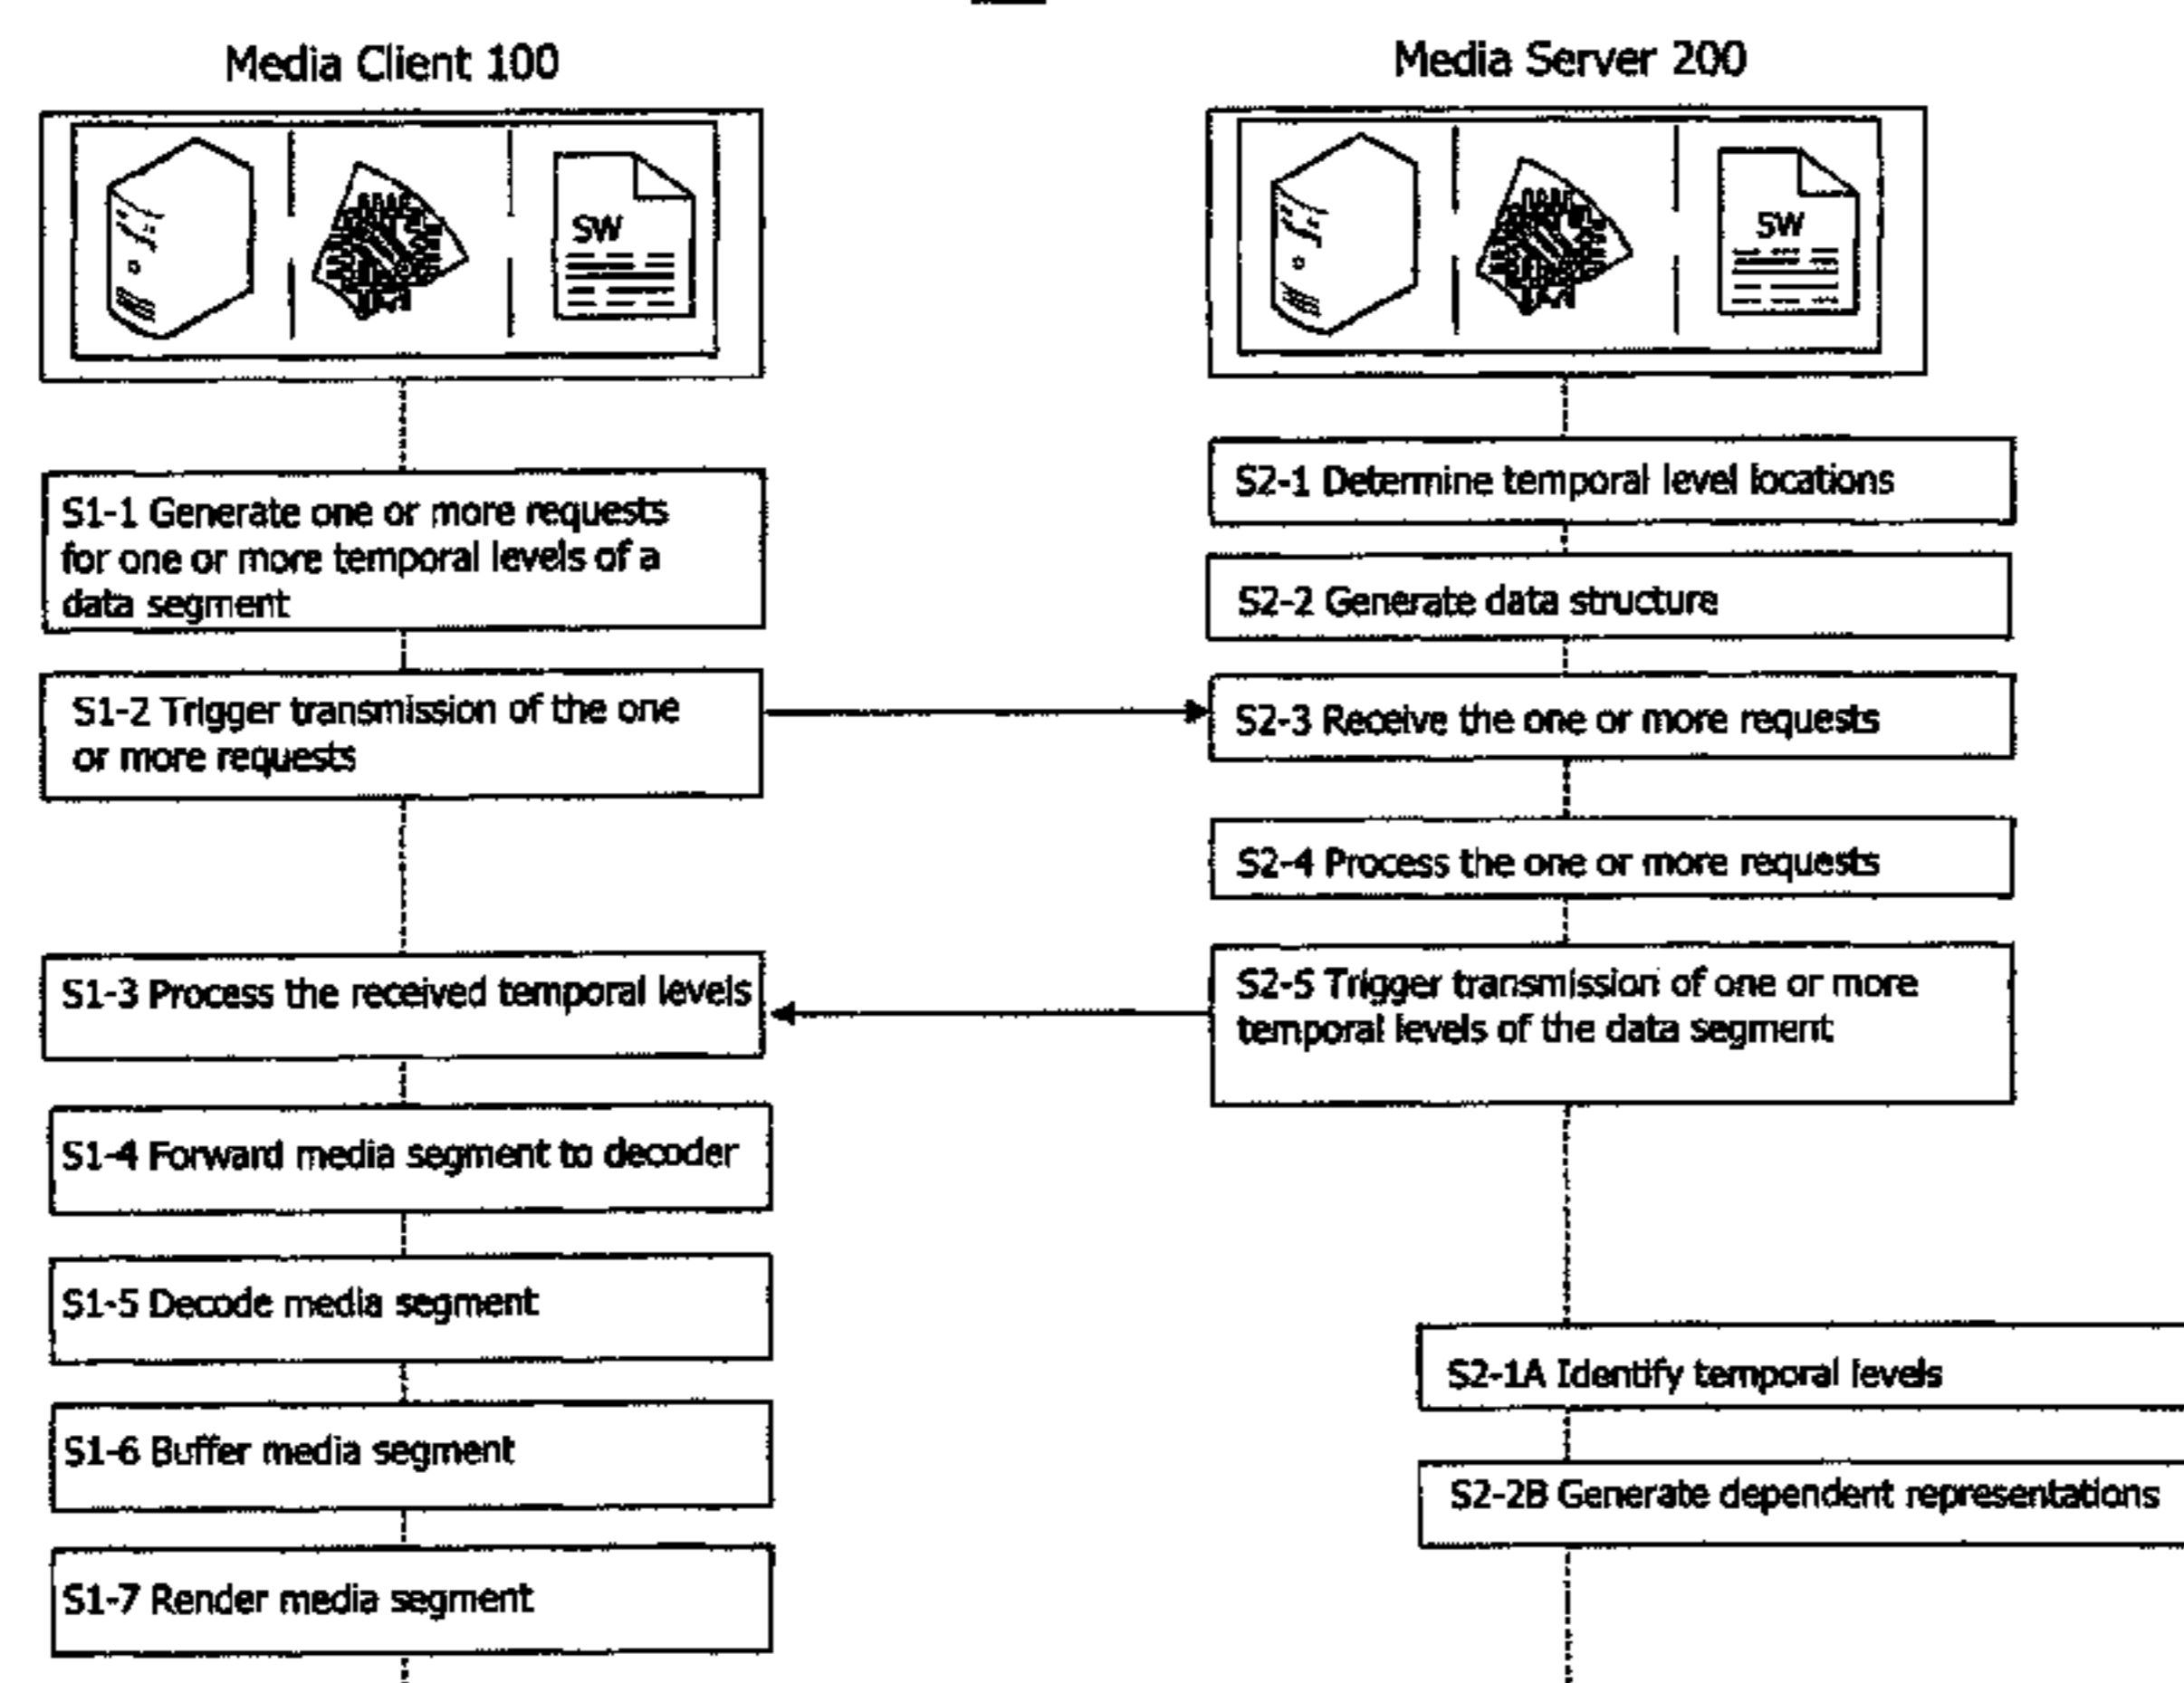 Media Client 100
Media Server 200
SW
SW
S1-1 Generate one or more requests
for one or more temporal levels of a
data segment
S1-2 Trigger transmission of the one
or more requests
S1-3 Process the received temporal levels
S1-4 Forward media segment to decoder
S1-5 Decode media segment
S1-6 Buffer media segment
S1-7 Render media segment
S2-1 Determine temporal level locations
S2-2 Generate data structure
S2-3 Receive the one or more requests
S2-4 Process the one or more requests
S2-5 Trigger transmission of one or more
temporal levels of the data segment
S2-1A Identify temporal levels
S2-2B Generate dependent representations